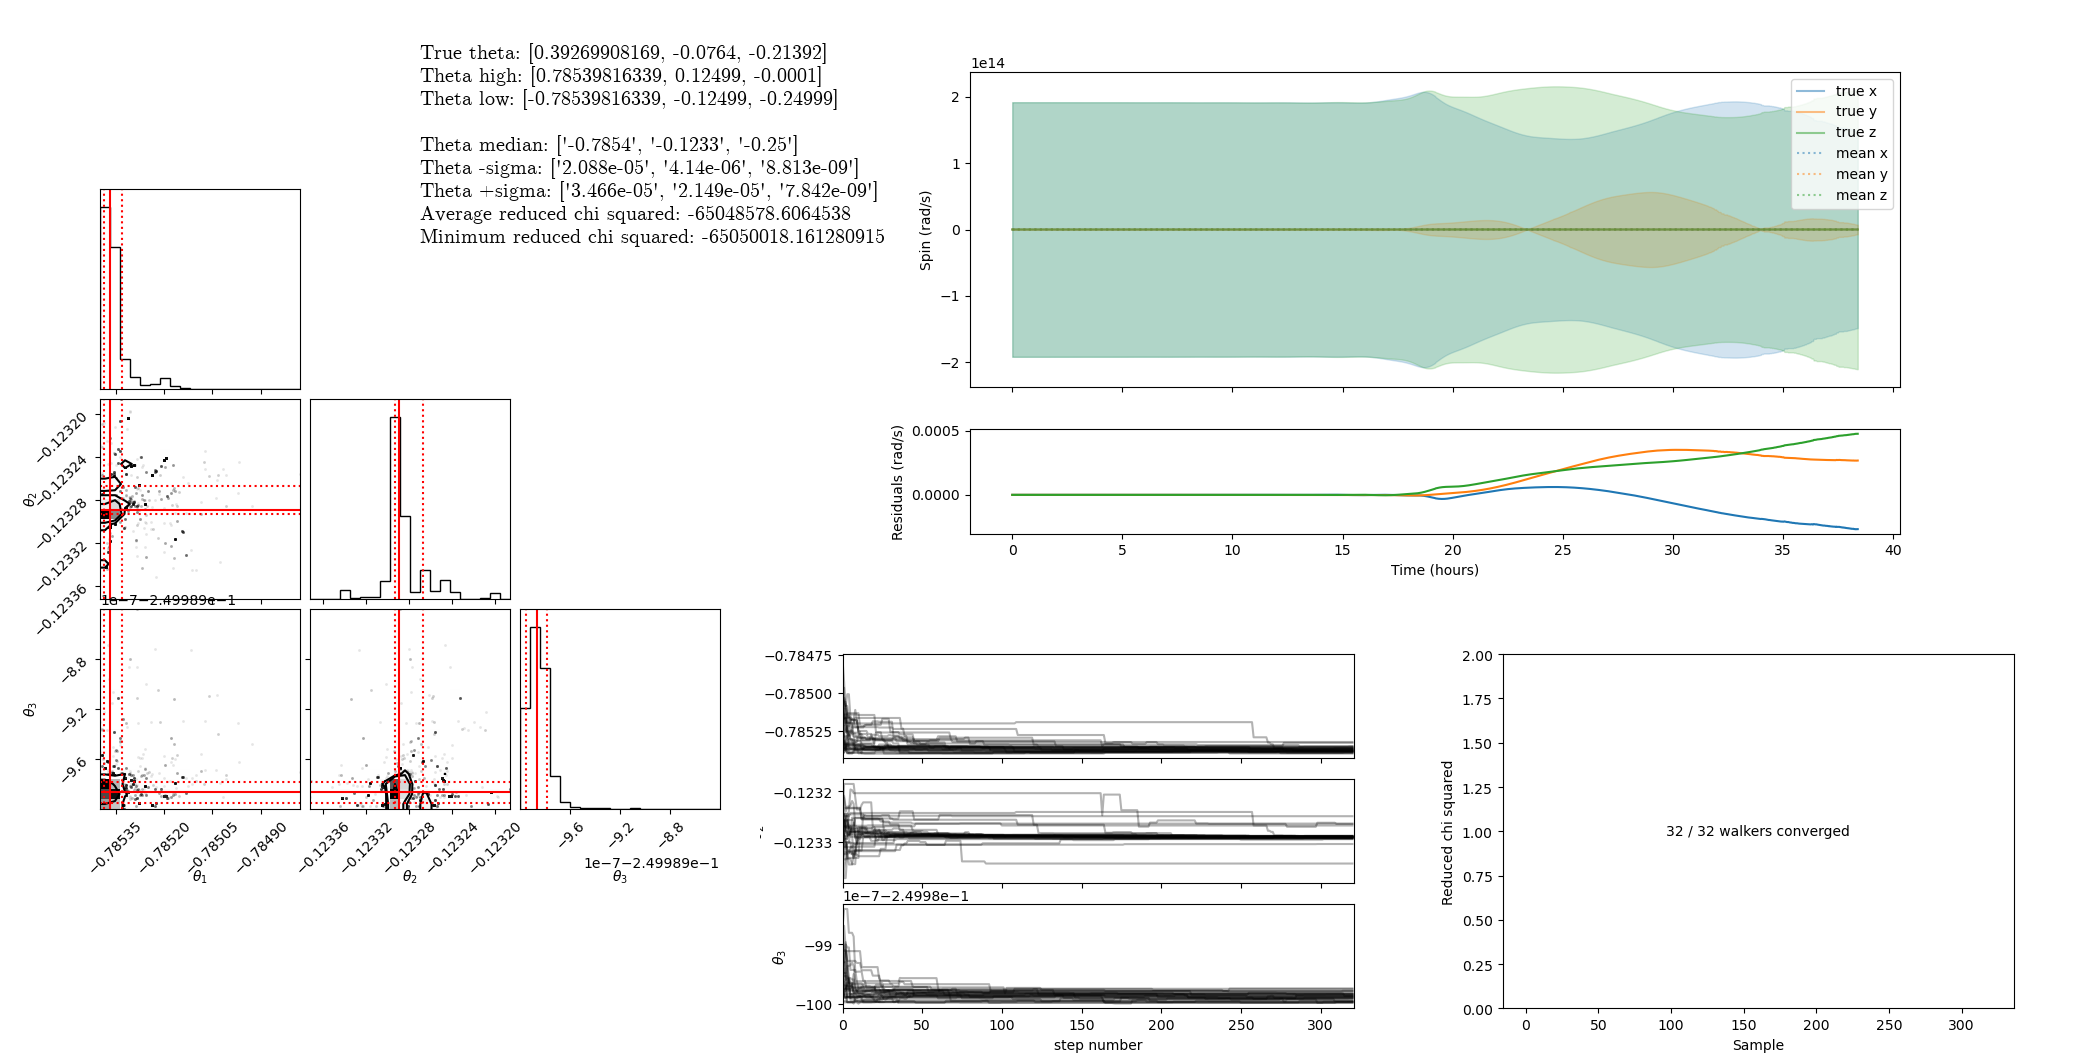 True theta: [0.39269908169, -0.0764, -0.21392]
Theta high: [0.78539816339, 0.12499, -0.0001]
Theta low: [-0.78539816339, -0.12499, -0.24999]
Theta median: ['-0.7854', '-0.1233', '-0.25']
Theta -sigma: ['2.088e-05', '4.14e-06', '8.813e-09']
Theta +sigma: ['3.466e-05', '2.149e-05', '7.842e-09']
Average reduced chi squared: -65048578.6064538
Minimum reduced chi squared: -65050018.161280915
1e14
2
1
0
−1
−2
Spin (rad/s)
true x
true y
true z
mean x
mean y
mean z
0.0005
0.0000
Residuals (rad/s)
0 5 10 15 20 25 30 35 40
Time (hours)
−0.12320
−0.12324
−0.12328
−0.12332
−0.12336
θ2
1e−7−2.49989e−1
−8.8
−9.2
−9.6
θ3
−0.78535 −0.78520 −0.78505 −0.78490
θ1
−0.12336 −0.12332 −0.12328 −0.12324 −0.12320
θ2
−9.6 −9.2 −8.8
1e−7−2.49989e−1
θ3
−0.78475
−0.78500
−0.78525
−0.1232
−0.1233
1e−7−2.4998e−1
−99
−100
θ3
0 50 100 150 200 250 300
step number
2.00
1.75
1.50
1.25
1.00
0.75
0.50
0.25
0.00
Reduced chi squared
32 / 32 walkers converged
0 50 100 150 200 250 300
Sample